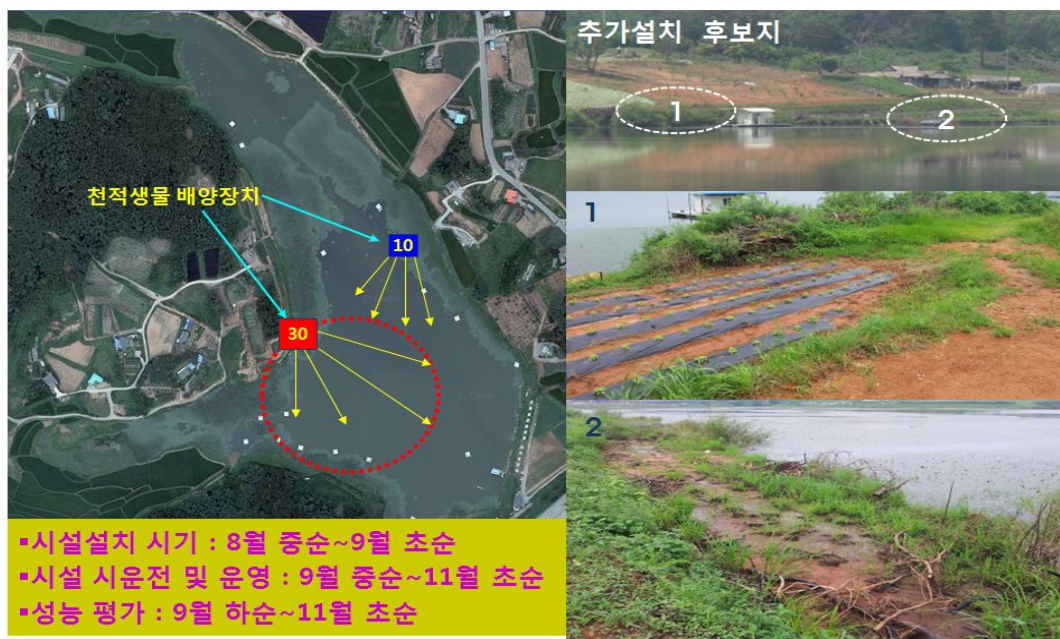 천적생물 배양장치
10
30
▪시설설치 시기 : 8월 중순~9월 초순
▪시설 시운전 및 운영 : 9월 중순~11월 초순
▪성능 평가 : 9월 하순~11월 초순
추가설치 후보지
1
2
1
2